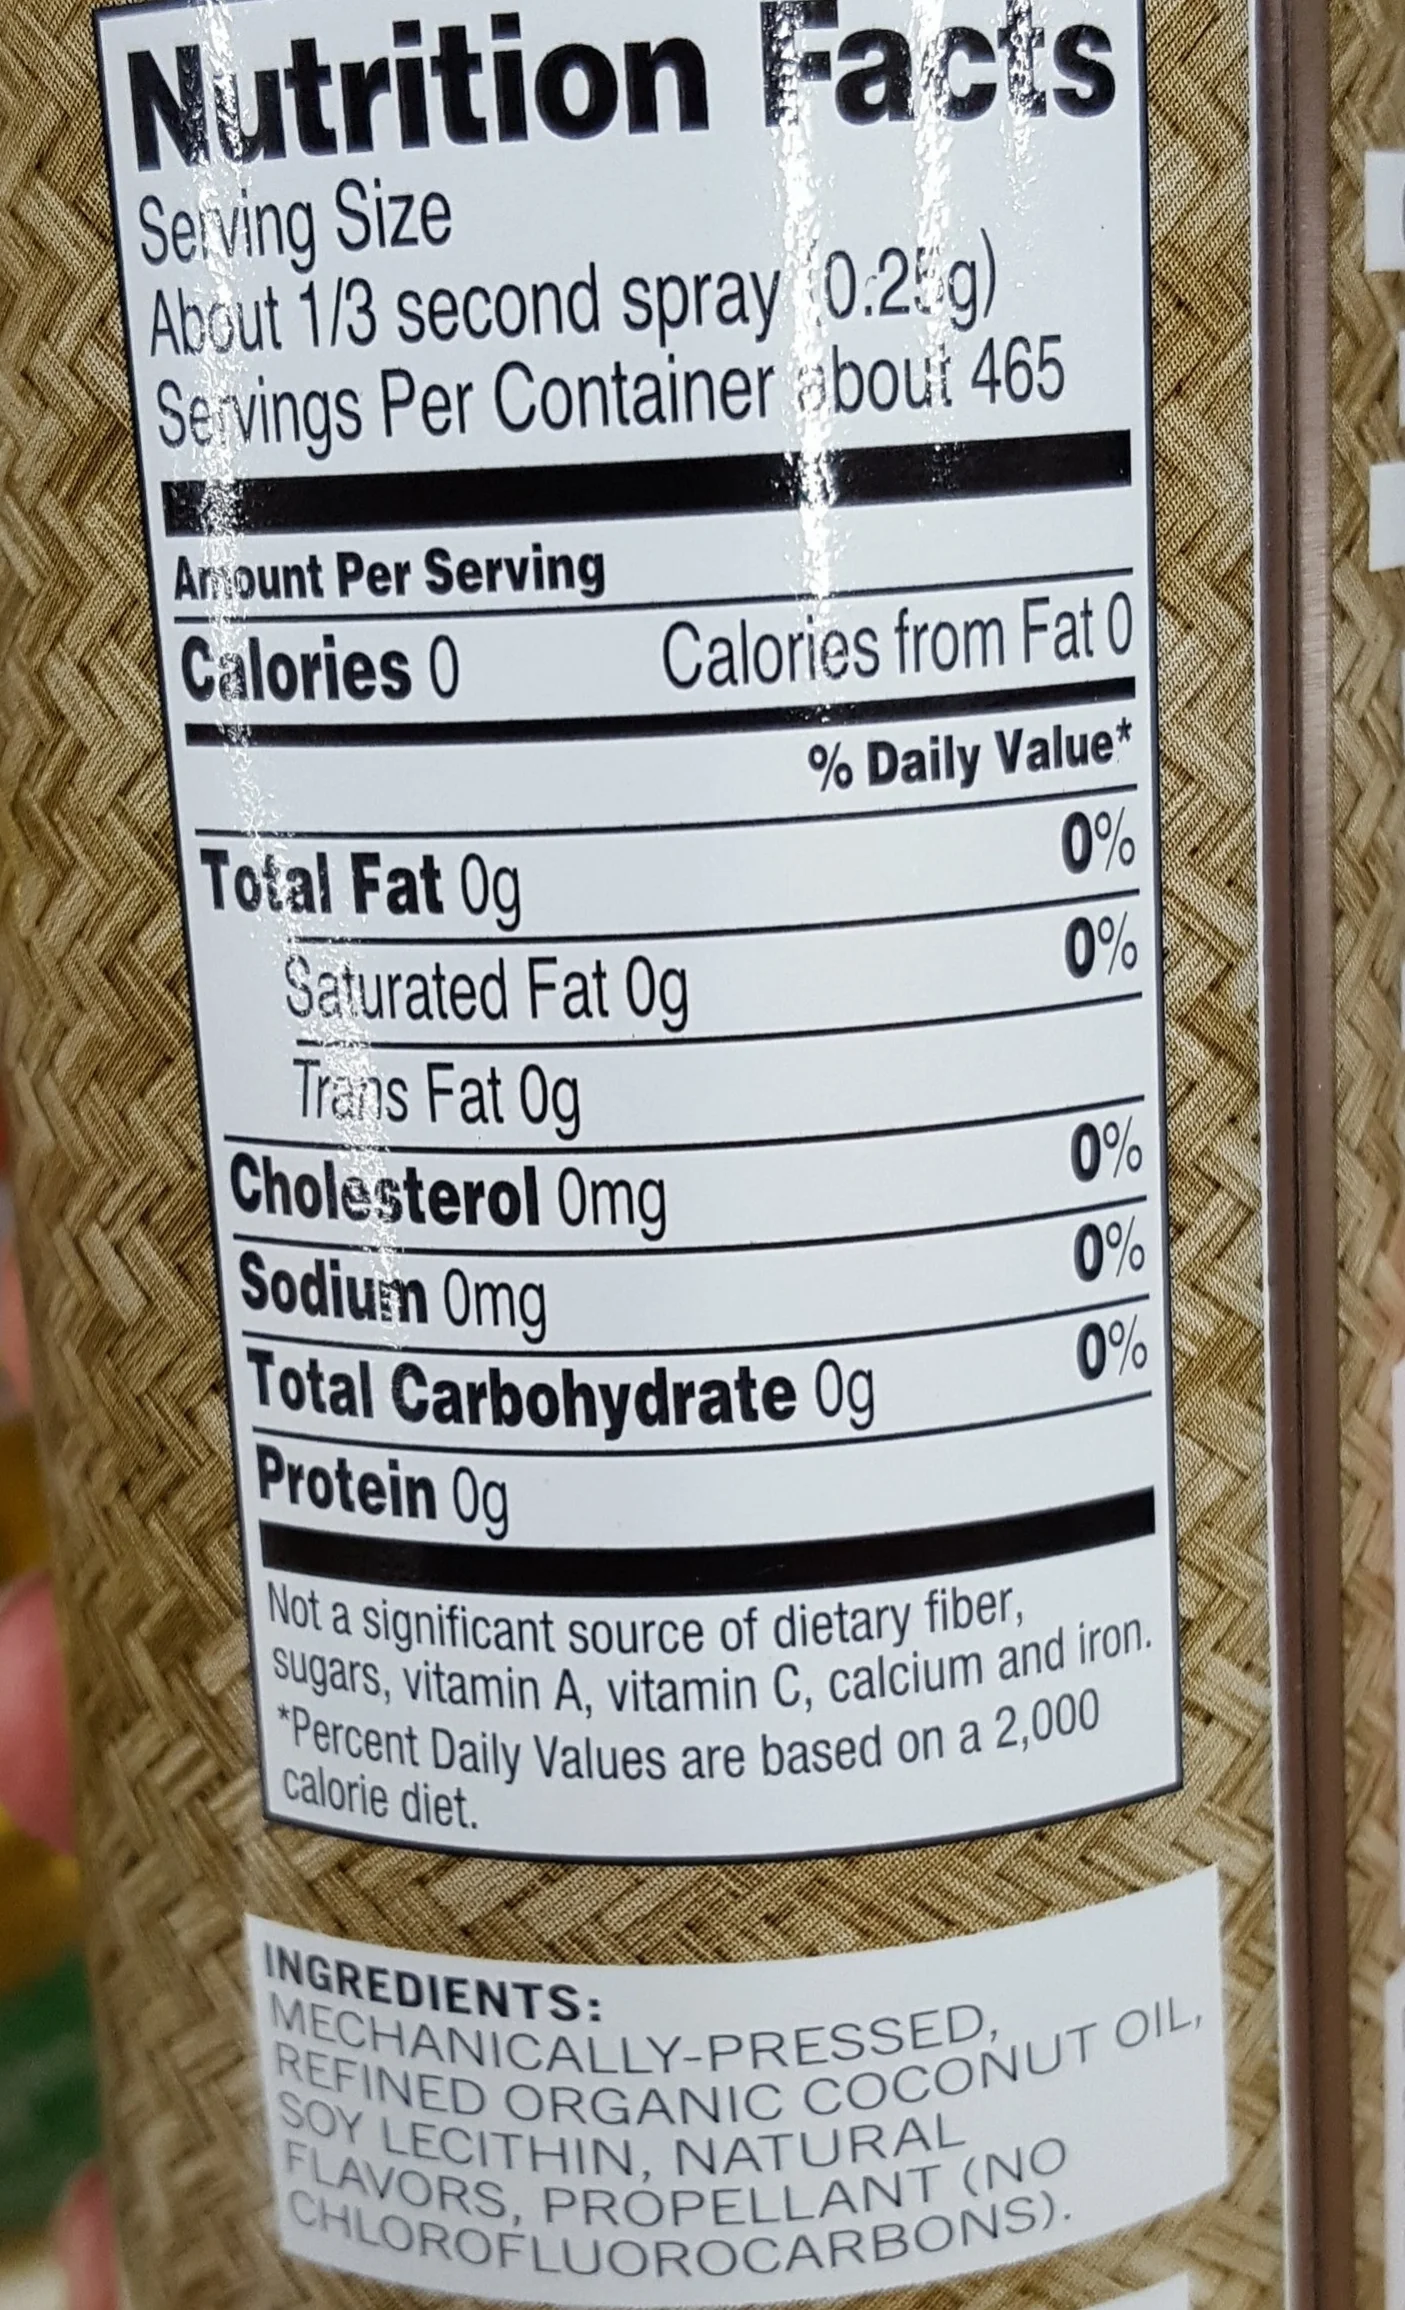 Nutrition Facts
Serving Size
About 1/3 second spray (0.25g)
Servings Per Container about 465
Amount Per Serving
Calories 0 Calories from Fat 0
% Daily Value*
Total Fat 0g 0%
Saturated Fat 0g 0%
Trans Fat 0g
Cholesterol 0mg 0%
Sodium 0mg 0%
Total Carbohydrate 0g 0%
Protein 0g
Not a significant source of dietary fiber,
sugars, vitamin A, vitamin C, calcium and iron.
*Percent Daily Values are based on a 2,000
calorie diet.
INGREDIENTS:
MECHANICALLY-PRESSED,
REFINED ORGANIC COCONUT OIL,
SOY LECITHIN, NATURAL
FLAVORS, PROPELLANT (NO
CHLOROFLUOROCARBONS).